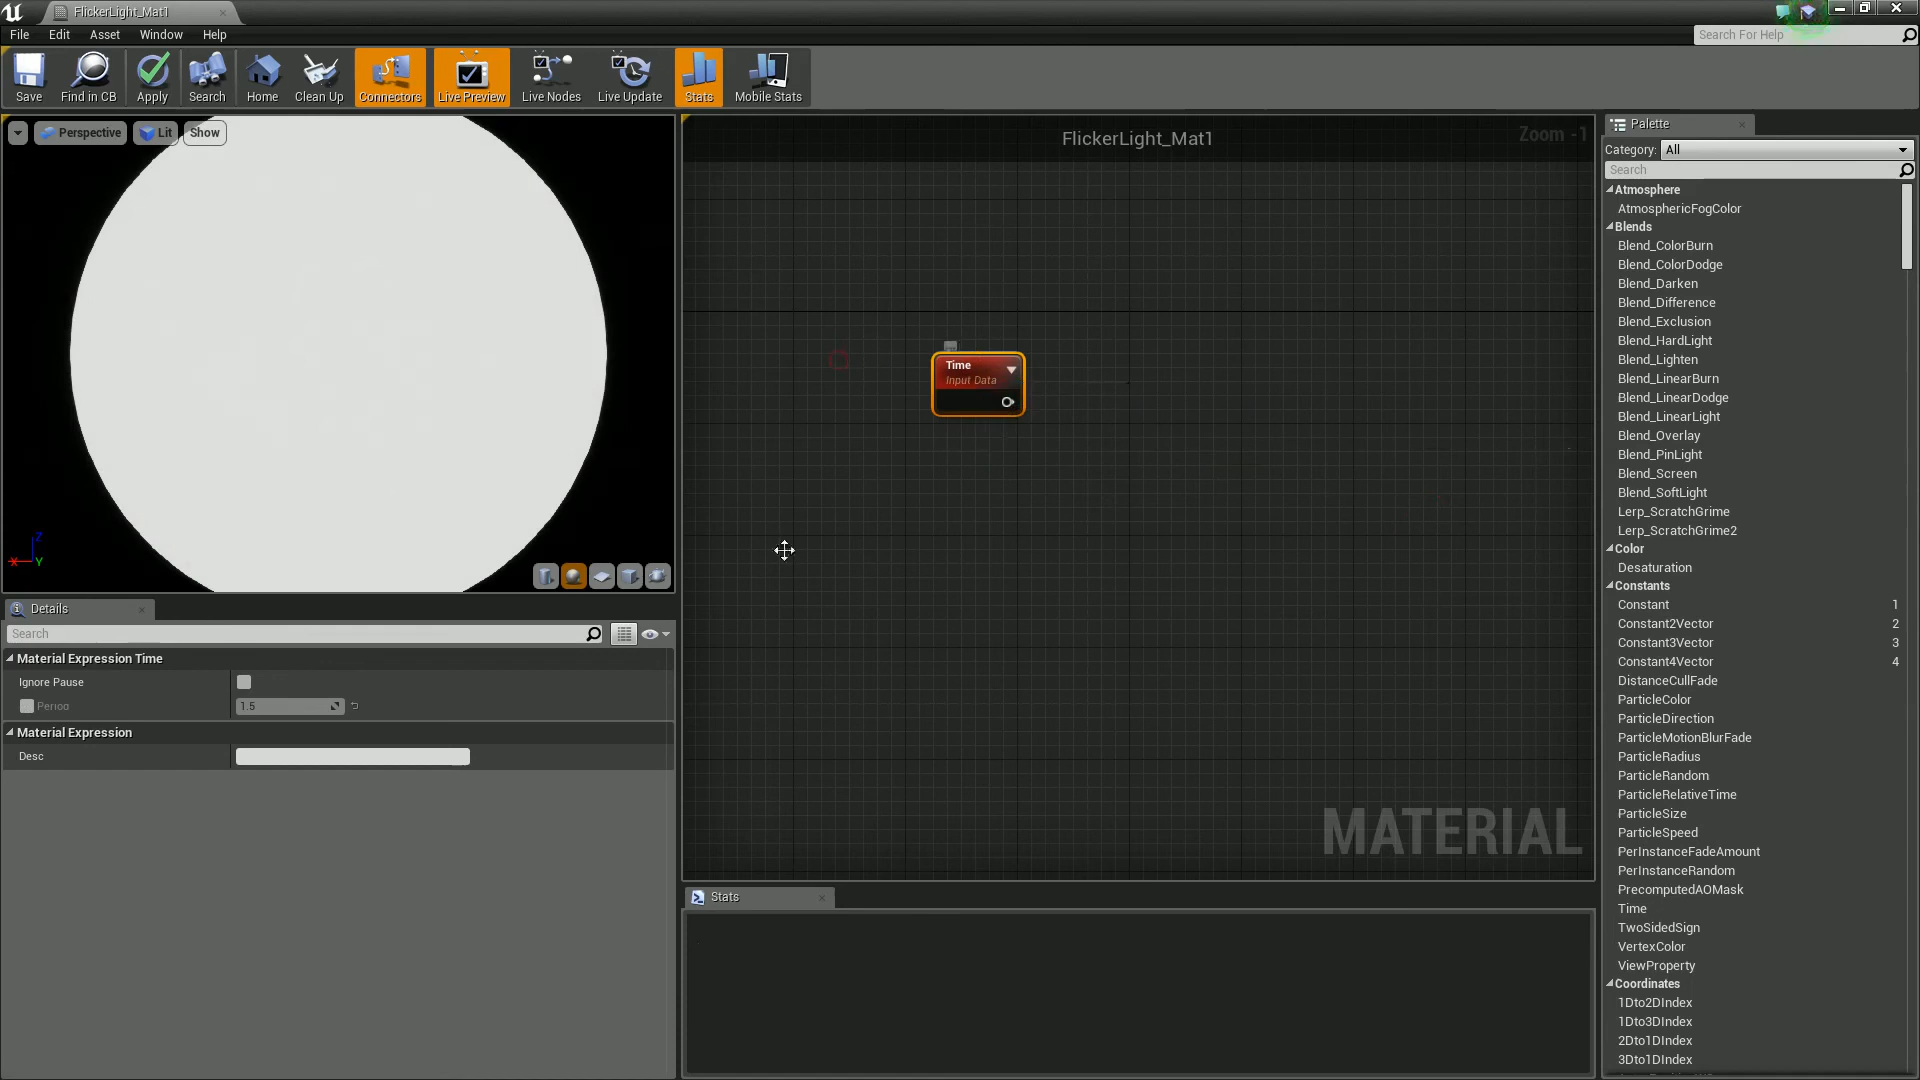 FlickerLight_Mat1
File Edit Asset Window Help
Search For Help
Save Find in CB Apply Search Home Clean Up Connectors Live Preview Live Nodes Live Update Stats Mobile Stats
Perspective Lit Show
FlickerLight_Mat1
Zoom -1
Time
Input Data
MATERIAL
X Z Y
Details
Search
Material Expression Time
Ignore Pause
Period 1.5
Material Expression
Desc
Stats
Palette
Category: All
Search
Atmosphere
AtmosphericFogColor
Blends
Blend_ColorBurn
Blend_ColorDodge
Blend_Darken
Blend_Difference
Blend_Exclusion
Blend_HardLight
Blend_Lighten
Blend_LinearBurn
Blend_LinearDodge
Blend_LinearLight
Blend_Overlay
Blend_PinLight
Blend_Screen
Blend_SoftLight
Lerp_ScratchGrime
Lerp_ScratchGrime2
Color
Desaturation
Constants
Constant 1
Constant2Vector 2
Constant3Vector 3
Constant4Vector 4
DistanceCullFade
ParticleColor
ParticleDirection
ParticleMotionBlurFade
ParticleRadius
ParticleRandom
ParticleRelativeTime
ParticleSize
ParticleSpeed
PerInstanceFadeAmount
PerInstanceRandom
PrecomputedAOMask
Time
TwoSidedSign
VertexColor
ViewProperty
Coordinates
1Dto2DIndex
1Dto3DIndex
2Dto1DIndex
3Dto1DIndex